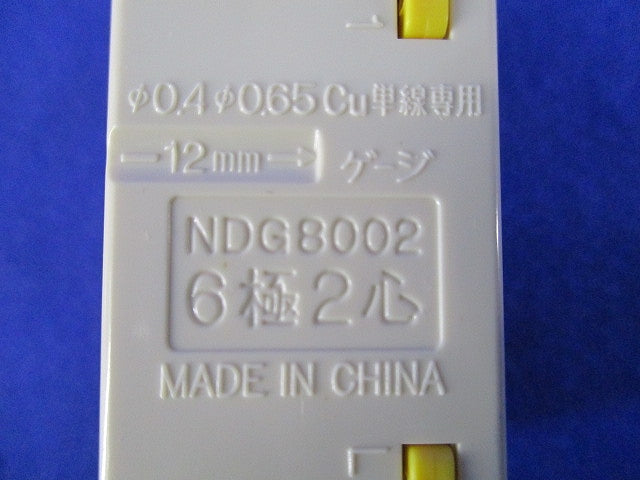 1
φ0.4 φ0.65 Cu単線専用
12mm→ ゲージ
NDG8002
6極2心
MADE IN CHINA